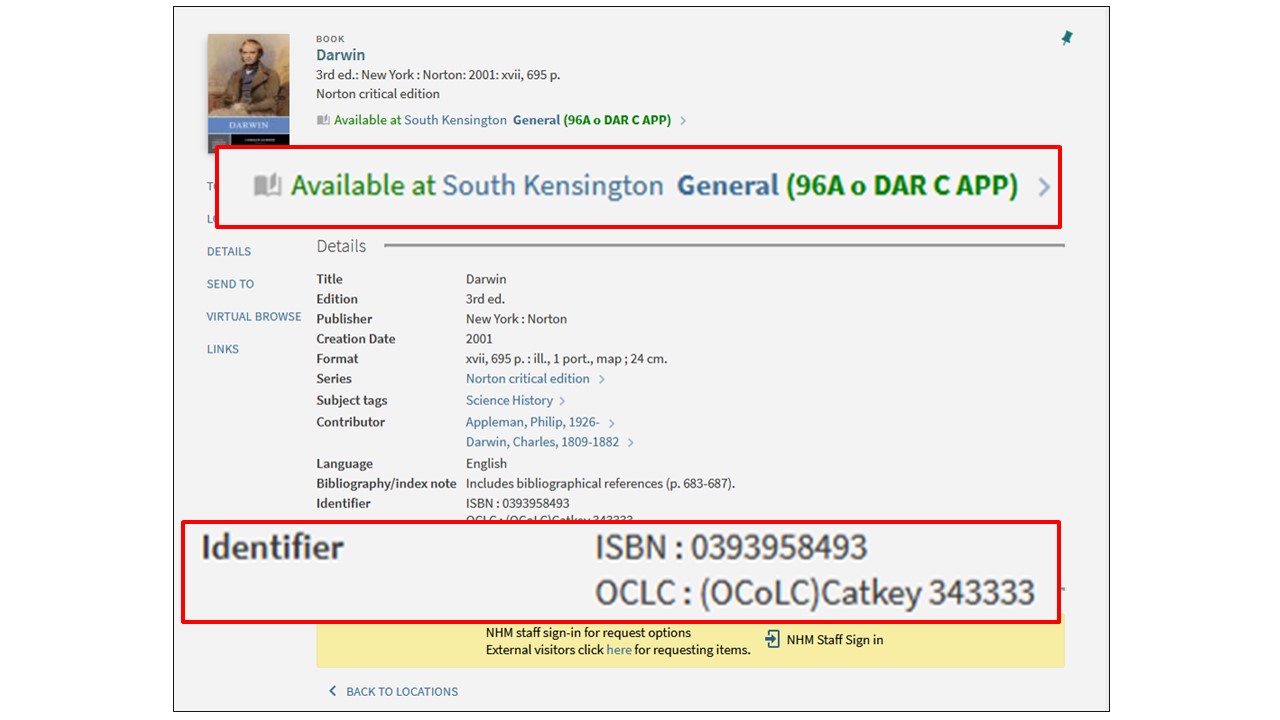 BOOK
Darwin
3rd ed.: New York : Norton: 2001: xvii, 695 p.
Norton critical edition
Available at South Kensington General (96A o DAR C APP)
DARWIN
Available at South Kensington General (96A o DAR C APP)
DETAILS
SEND TO
VIRTUAL BROWSE
LINKS
Details
Title Darwin
Edition 3rd ed.
Publisher New York : Norton
Creation Date 2001
Format xvii, 695 p. : ill., 1 port., map ; 24 cm.
Series Norton critical edition
Subject tags Science History
Contributor Appleman, Philip, 1926-
Darwin, Charles, 1809-1882
Language English
Bibliography/index note Includes bibliographical references (p. 683-687).
Identifier ISBN : 0393958493
OCLC : (OCoLC)Catkey 343333
Identifier ISBN : 0393958493
OCLC : (OCoLC)Catkey 343333
NHM staff sign-in for request options
External visitors click here for requesting items.
NHM Staff Sign in
BACK TO LOCATIONS